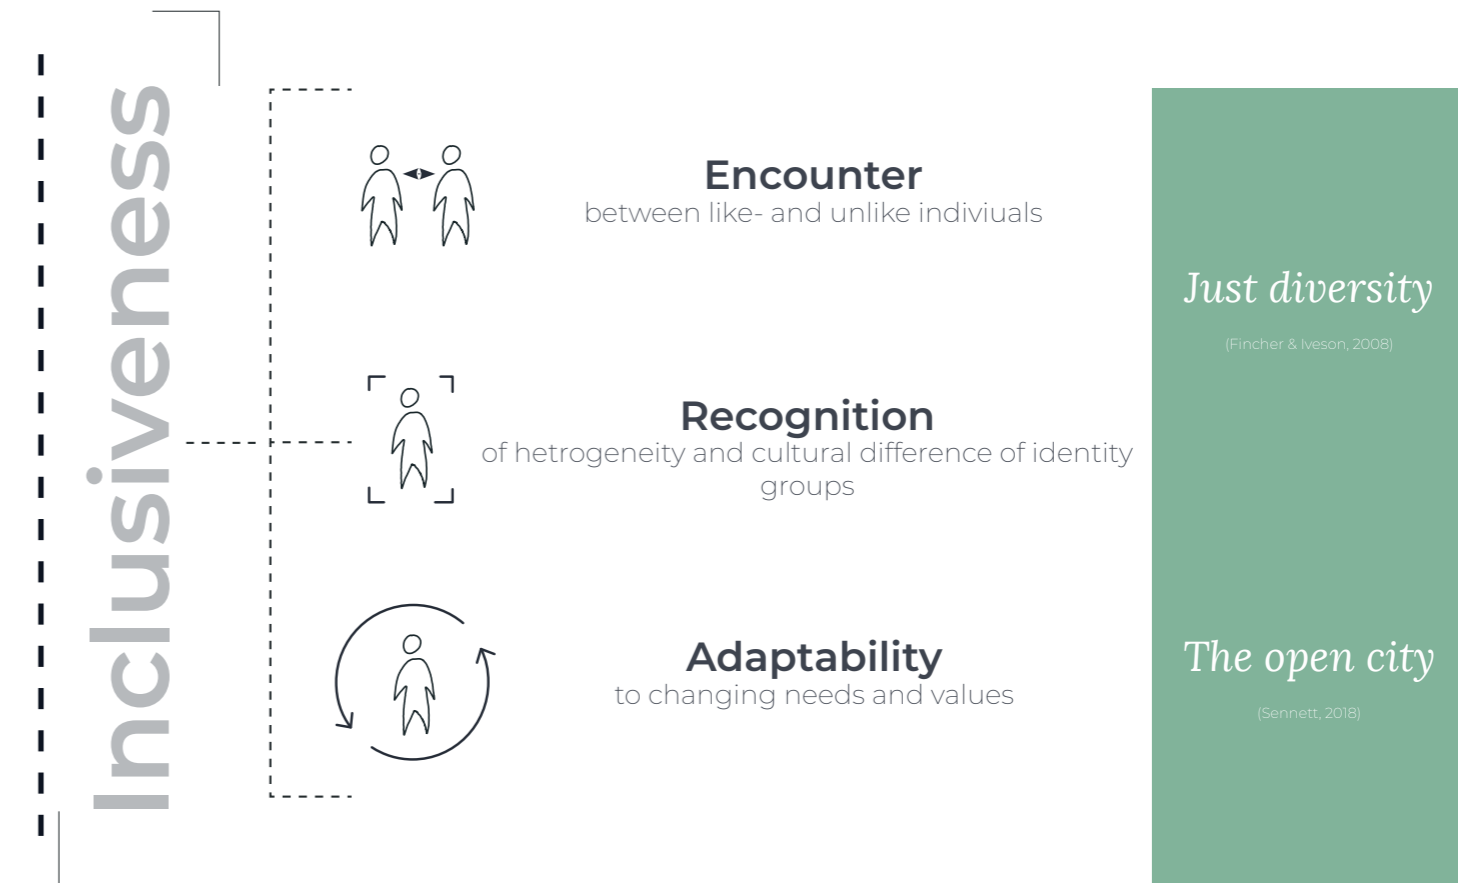 Inclusiveness
Encounter
between like- and unlike indiviuals
Recognition
of hetrogeneity and cultural difference of identity
groups
Adaptability
to changing needs and values
Just diversity
(Fincher & Iveson, 2008)
The open city
(Sennett, 2018)